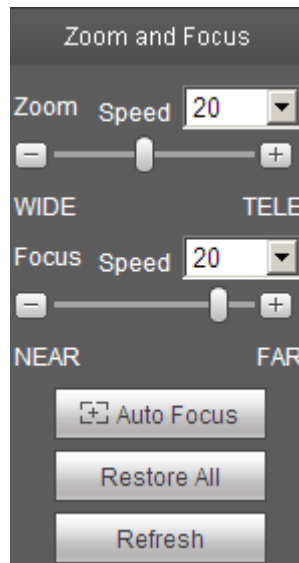 Zoom and Focus
Zoom Speed 20
WIDE TELE
Focus Speed 20
NEAR FAR
Auto Focus
Restore All
Refresh